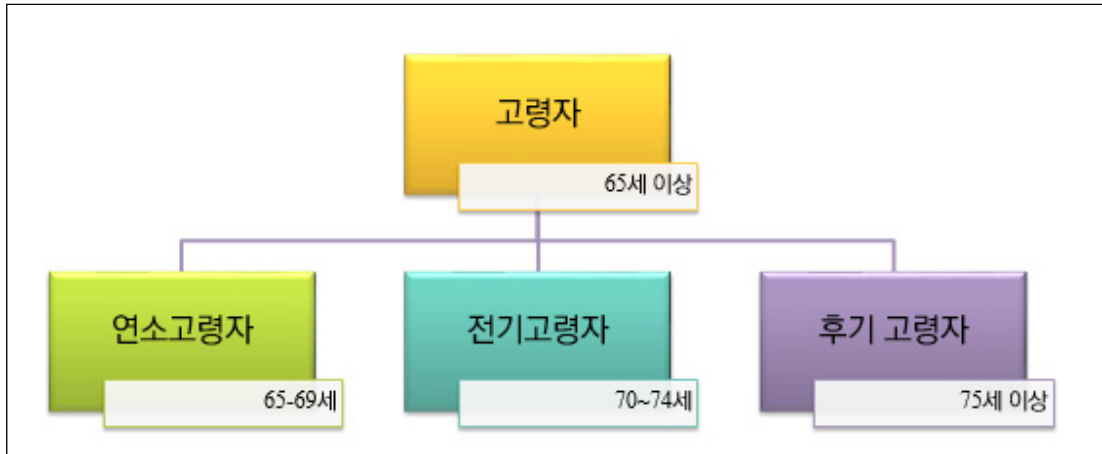 고령자
65세 이상
연소고령자
65-69세
전기고령자
70~74세
후기 고령자
75세 이상